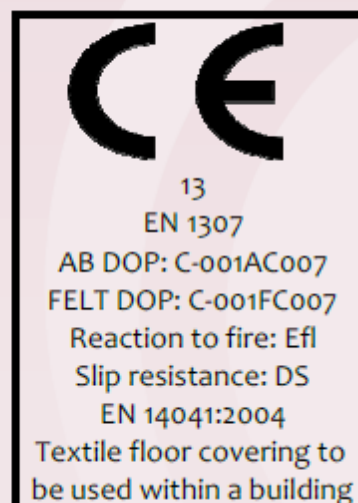 CE
13
EN 1307
AB DOP: C-001AC007
FELT DOP: C-001FC007
Reaction to fire: Efl
Slip resistance: DS
EN 14041:2004
Textile floor covering to
be used within a building